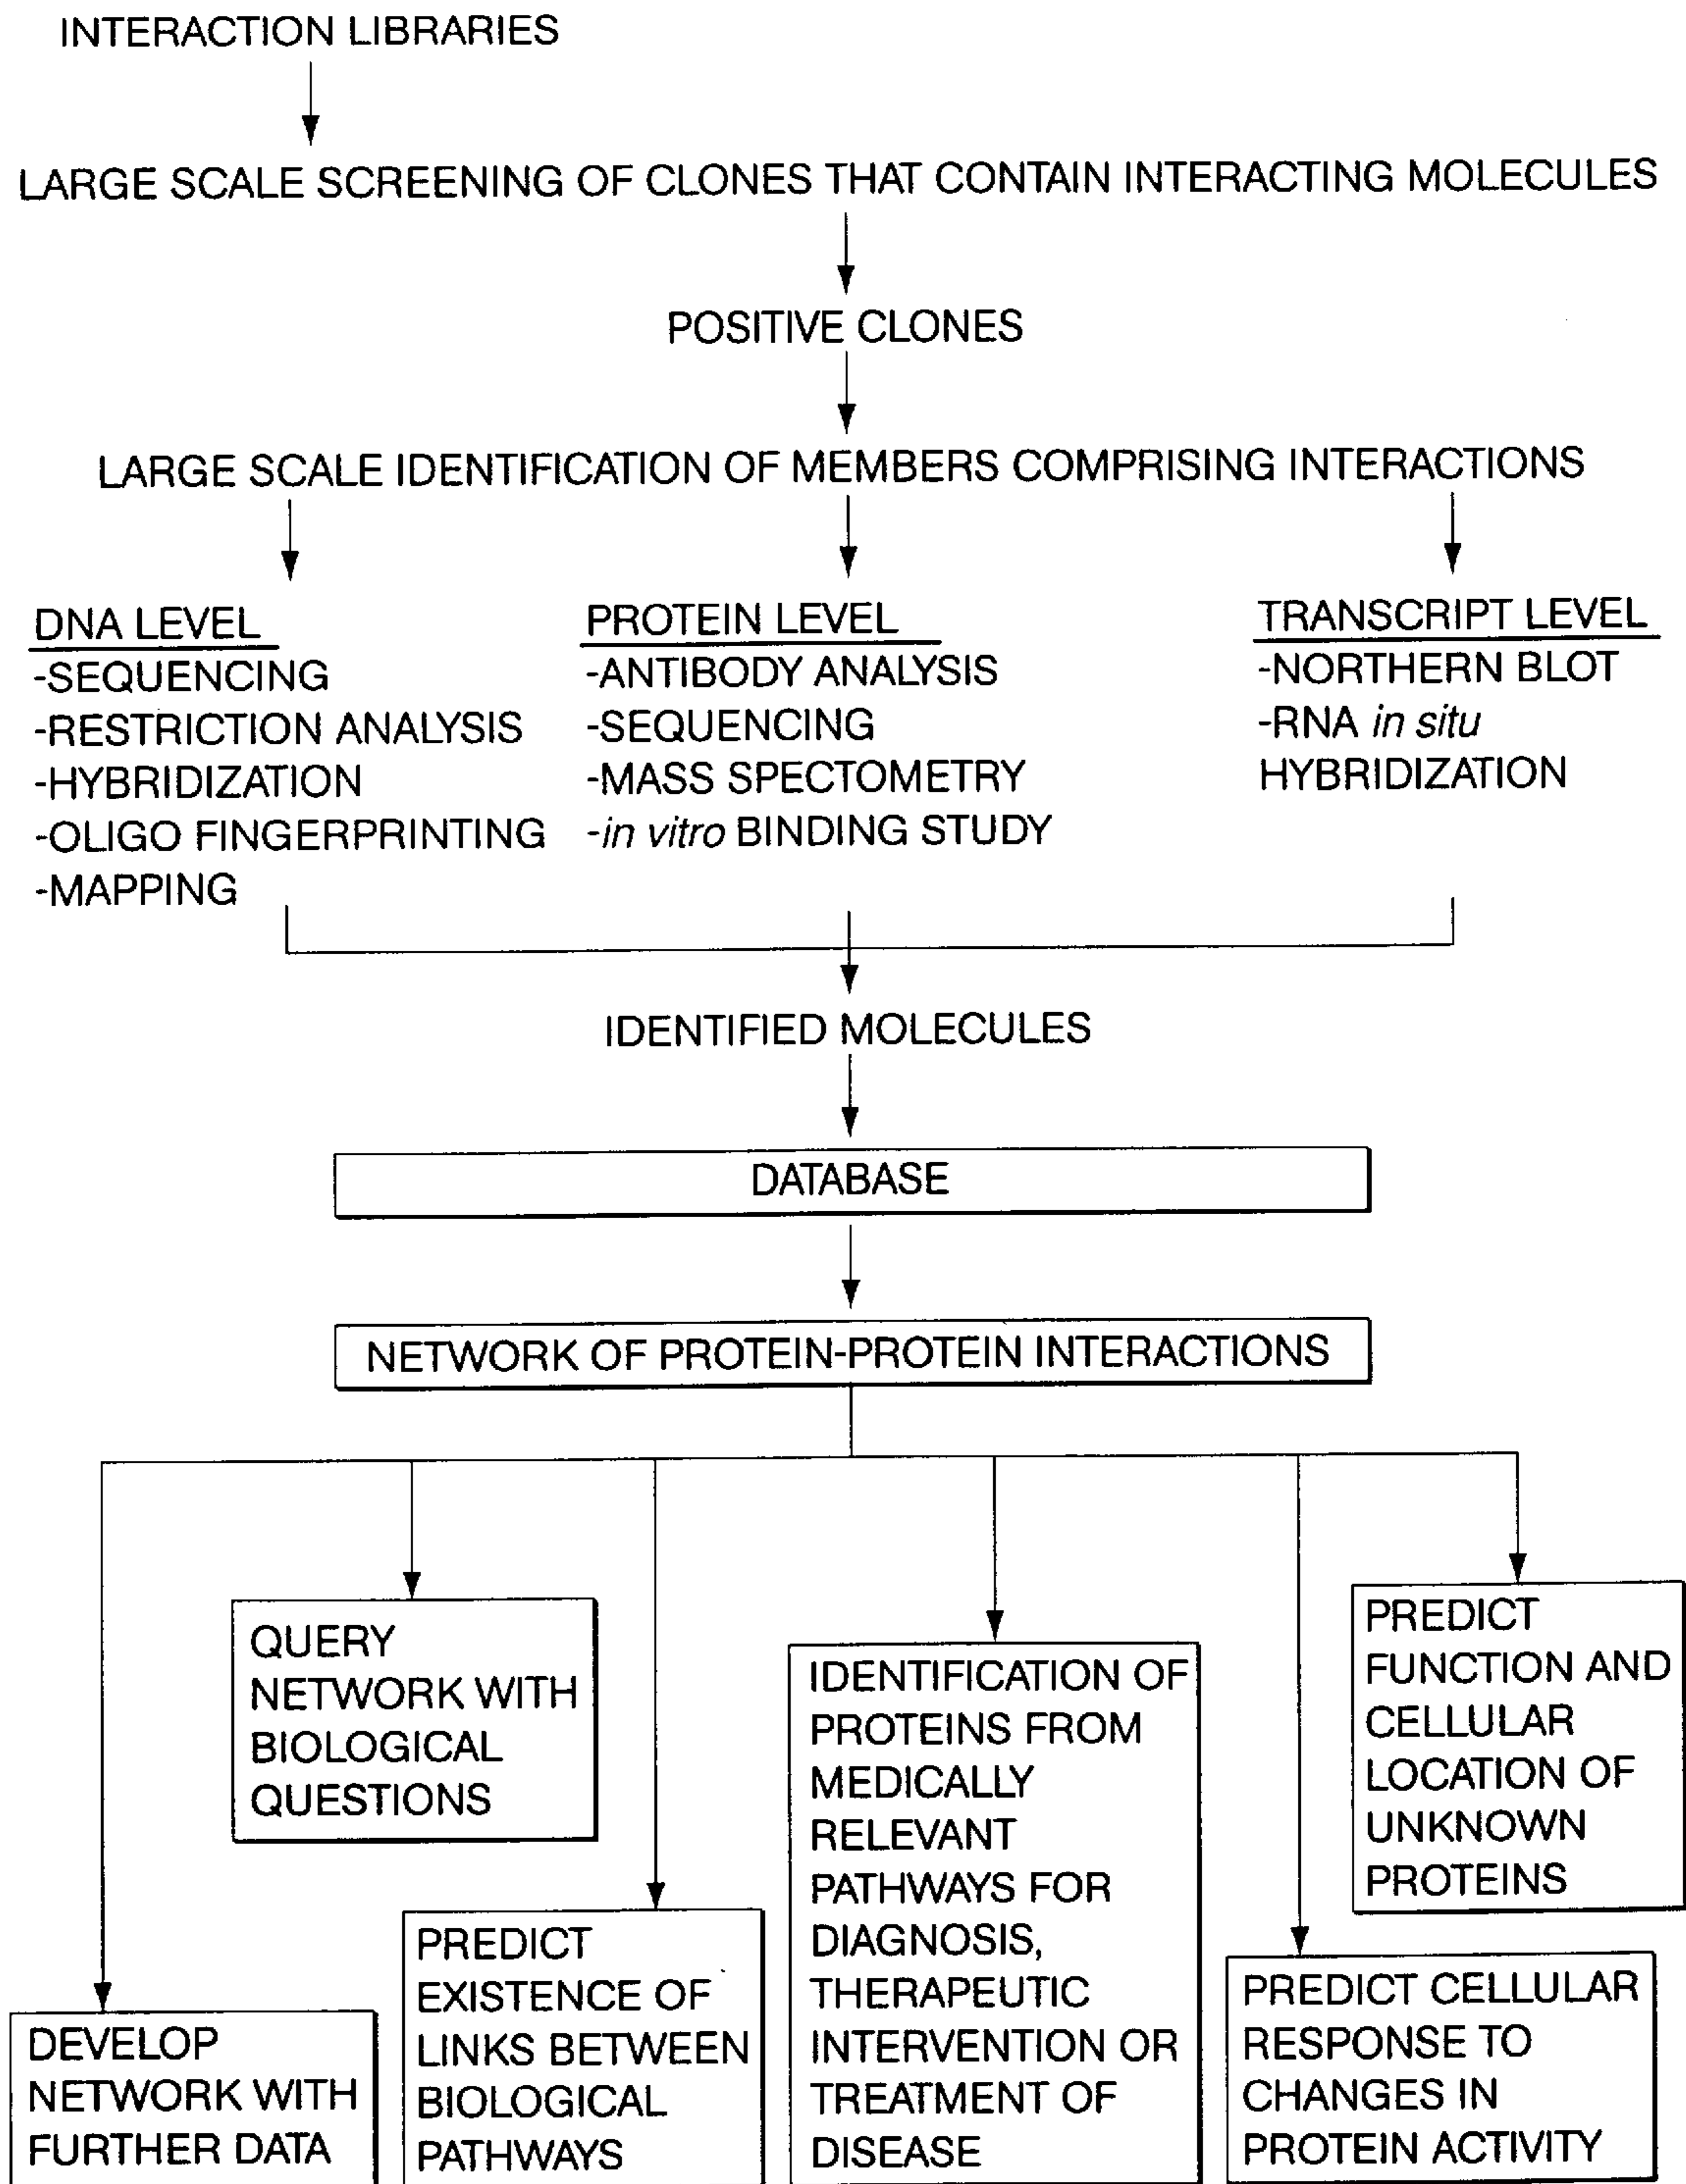 INTERACTION LIBRARIES
LARGE SCALE SCREENING OF CLONES THAT CONTAIN INTERACTING MOLECULES
POSITIVE CLONES
LARGE SCALE IDENTIFICATION OF MEMBERS COMPRISING INTERACTIONS
DNA LEVEL
-SEQUENCING
-RESTRICTION ANALYSIS
-HYBRIDIZATION
-OLIGO FINGERPRINTING
-MAPPING
PROTEIN LEVEL
-ANTIBODY ANALYSIS
-SEQUENCING
-MASS SPECTOMETRY
-in vitro BINDING STUDY
TRANSCRIPT LEVEL
-NORTHERN BLOT
-RNA in situ
HYBRIDIZATION
IDENTIFIED MOLECULES
DATABASE
NETWORK OF PROTEIN-PROTEIN INTERACTIONS
DEVELOP
NETWORK WITH
FURTHER DATA
QUERY
NETWORK WITH
BIOLOGICAL
QUESTIONS
PREDICT
EXISTENCE OF
LINKS BETWEEN
BIOLOGICAL
PATHWAYS
IDENTIFICATION OF
PROTEINS FROM
MEDICALLY
RELEVANT
PATHWAYS FOR
DIAGNOSIS,
THERAPEUTIC
INTERVENTION OR
TREATMENT OF
DISEASE
PREDICT CELLULAR
RESPONSE TO
CHANGES IN
PROTEIN ACTIVITY
PREDICT
FUNCTION AND
CELLULAR
LOCATION OF
UNKNOWN
PROTEINS